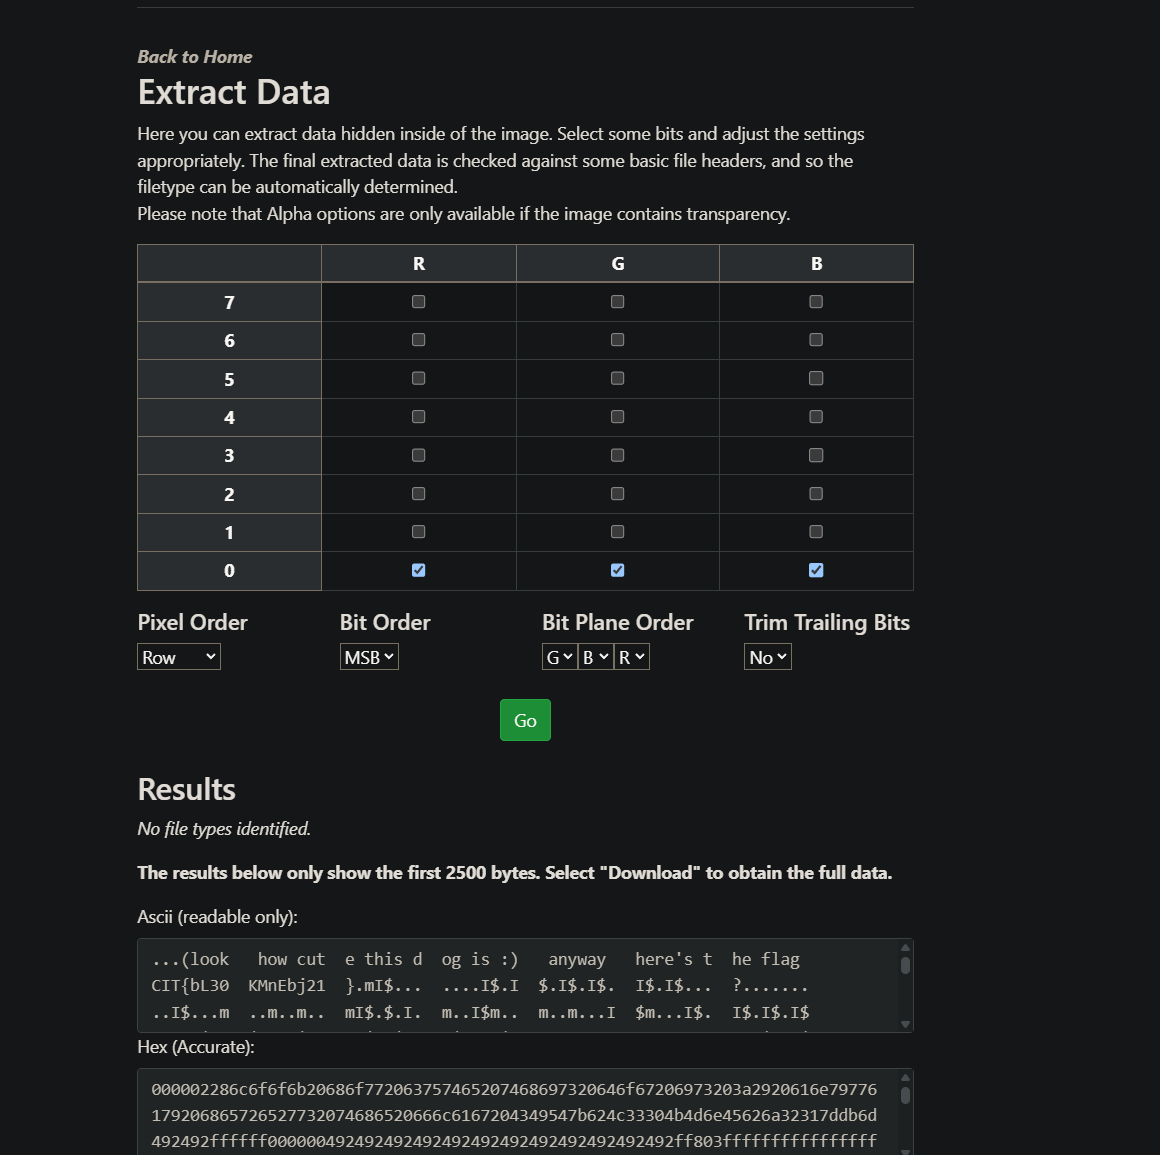 Back to Home
Extract Data
Here you can extract data hidden inside of the image. Select some bits and adjust the settings
appropriately. The final extracted data is checked against some basic file headers, and so the
filetype can be automatically determined.
Please note that Alpha options are only available if the image contains transparency.
R G B
7
6
5
4
3
2
1
0
Pixel Order Bit Order Bit Plane Order Trim Trailing Bits
Row MSB G B R No
Go
Results
No file types identified.
The results below only show the first 2500 bytes. Select "Download" to obtain the full data.
Ascii (readable only):
...(look how cut e this d og is :) anyway here's t he flag
CIT{bL30 KMnEbj21 }.mI$... ....I$.I $.I$.I$. I$.I$... ?.......
..I$...m ..m..m.. mI$.$.I. m..I$m.. m..m...I $m...I$. I$.I$.I$
Hex (Accurate):
000002286c6f6f6b20686f77206375746520746869732064​6f67206973203a2920616e79776
179206865726527732074686520666c6167204349547b624c33304b4d6e45626a32317ddb6d
492492ffffff000000492492492492492492492492492492492ff803fffffffffffffffff